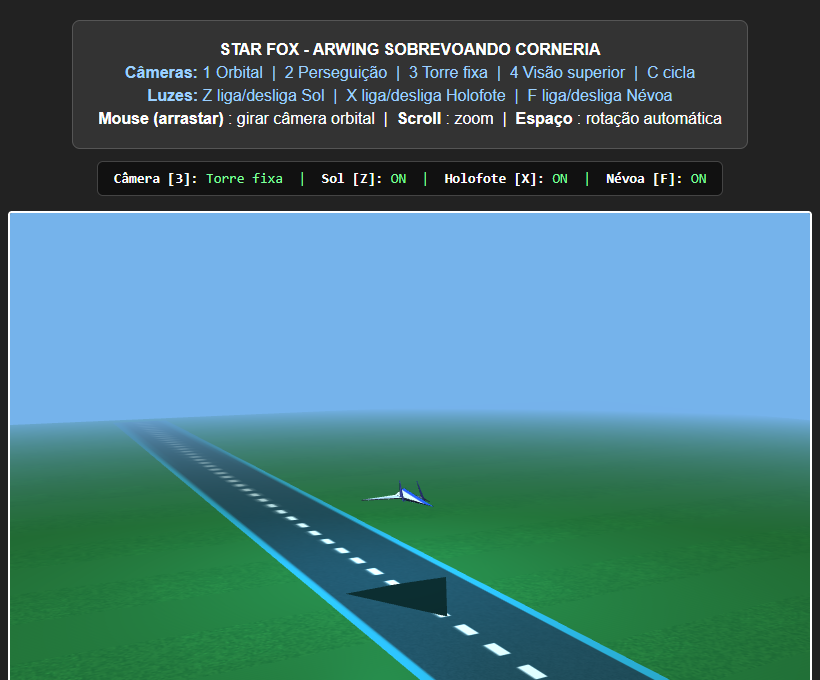 STAR FOX - ARWING SOBREVOANDO CORNERIA
Câmeras: 1 Orbital | 2 Perseguição | 3 Torre fixa | 4 Visão superior | C cicla
Luzes: Z liga/desliga Sol | X liga/desliga Holofote | F liga/desliga Névoa
Mouse (arrastar) : girar câmera orbital | Scroll : zoom | Espaço : rotação automática
Câmera [3]: Torre fixa | Sol [Z]: ON | Holofote [X]: ON | Névoa [F]: ON